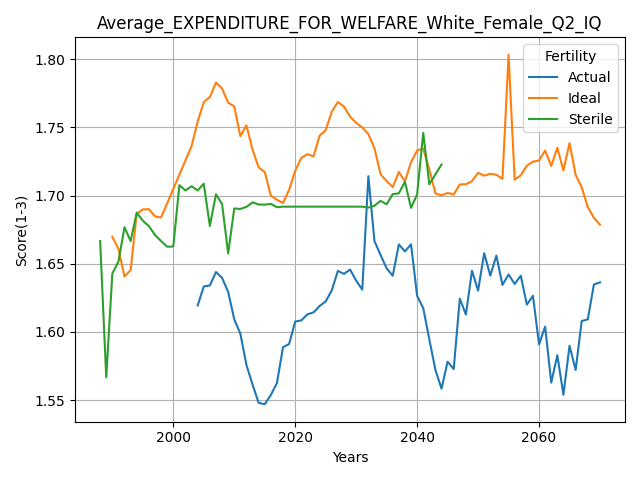 Average_EXPENDITURE_FOR_WELFARE_White_Female_Q2_IQ
Fertility
Actual
Ideal
Sterile
Score(1-3)
1.80
1.75
1.70
1.65
1.60
1.55
2000
2020
2040
2060
Years